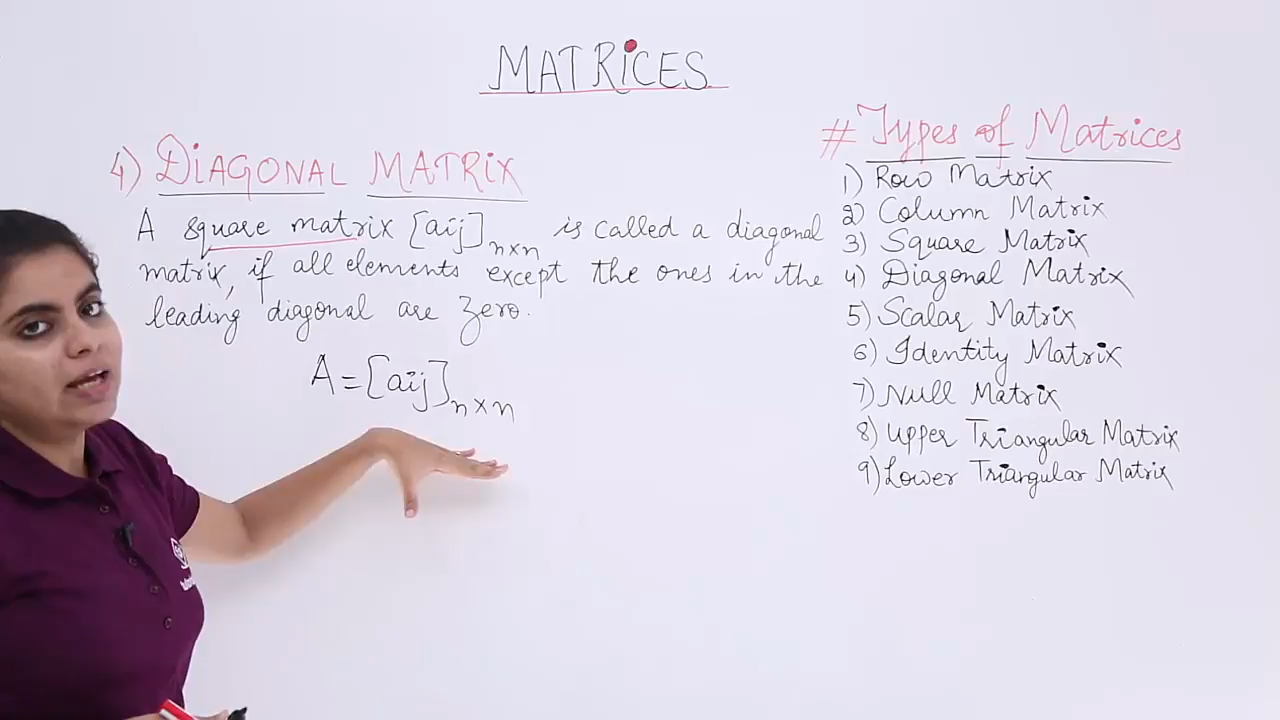 MATRICES
4) DIAGONAL MATRIX
A square matrix [aij]n×n is called a diagonal
matrix, if all elements except the ones in the
leading diagonal are zero.
A = [aij]n×n
# Types of Matrices
1) Row Matrix
2) Column Matrix
3) Square Matrix
4) Diagonal Matrix
5) Scalar Matrix
6) Identity Matrix
7) Null Matrix
8) Upper Triangular Matrix
9) Lower Triangular Matrix